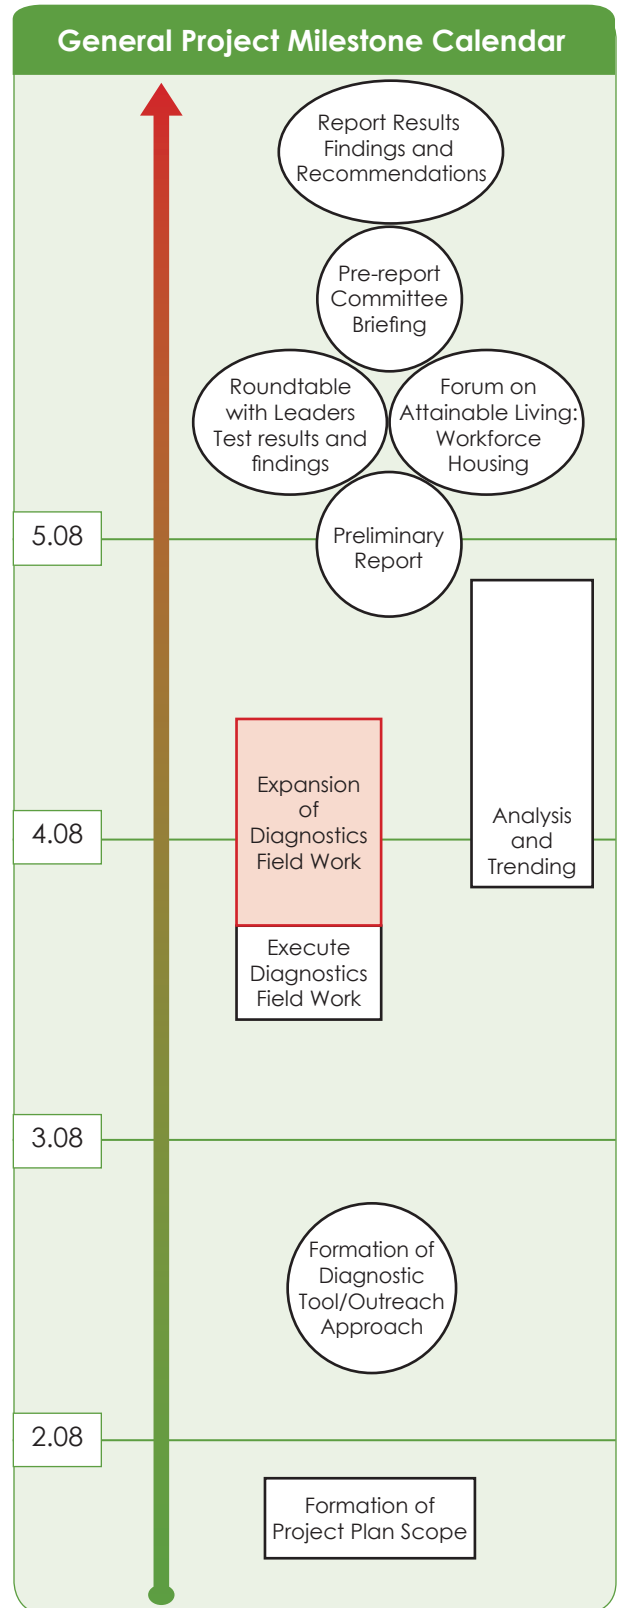 General Project Milestone Calendar
Report Results
Findings and
Recommendations
Pre-report
Committee
Briefing
Roundtable
with Leaders
Test results and
findings
Forum on
Attainable Living:
Workforce
Housing
5.08
Preliminary
Report
Expansion
of
Diagnostics
Field Work
4.08
Analysis
and
Trending
Execute
Diagnostics
Field Work
3.08
Formation of
Diagnostic
Tool/Outreach
Approach
2.08
Formation of
Project Plan Scope